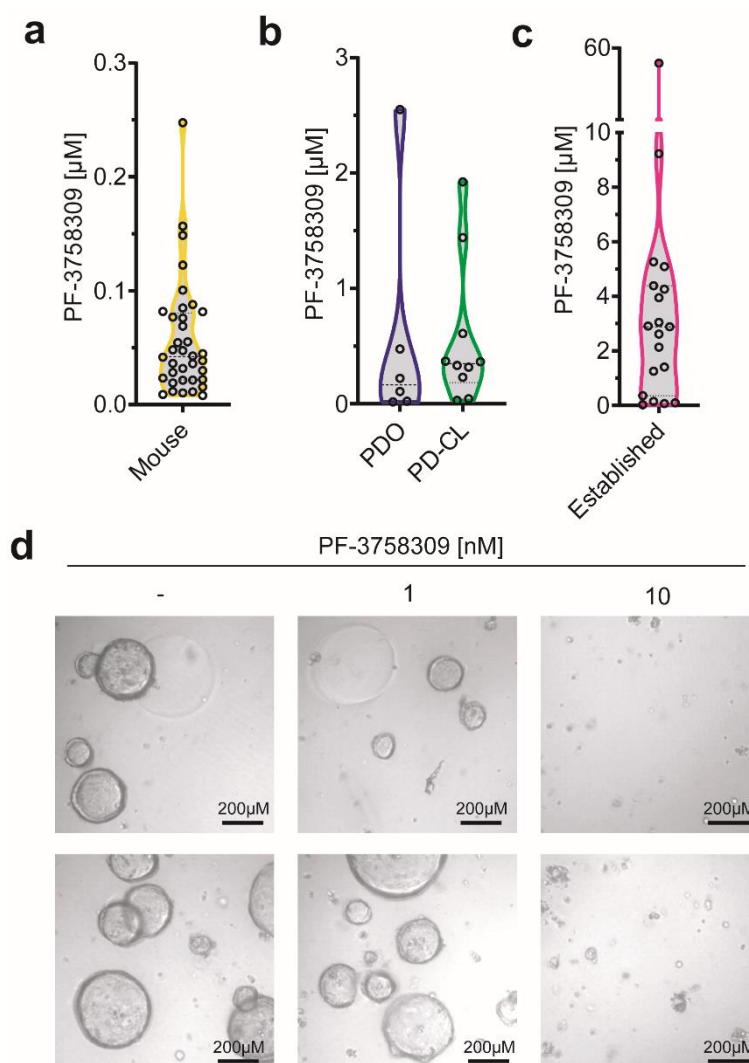 a
PF-3758309 [µM]
0.3
0.2
0.1
0.0
Mouse
b
PF-3758309 [µM]
3
2
1
0
PDO
PD-CL
c
PF-3758309 [µM]
60
10
8
6
4
2
0
Established
d
PF-3758309 [nM]
- 1 10
200µM 200µM 200µM
200µM 200µM 200µM